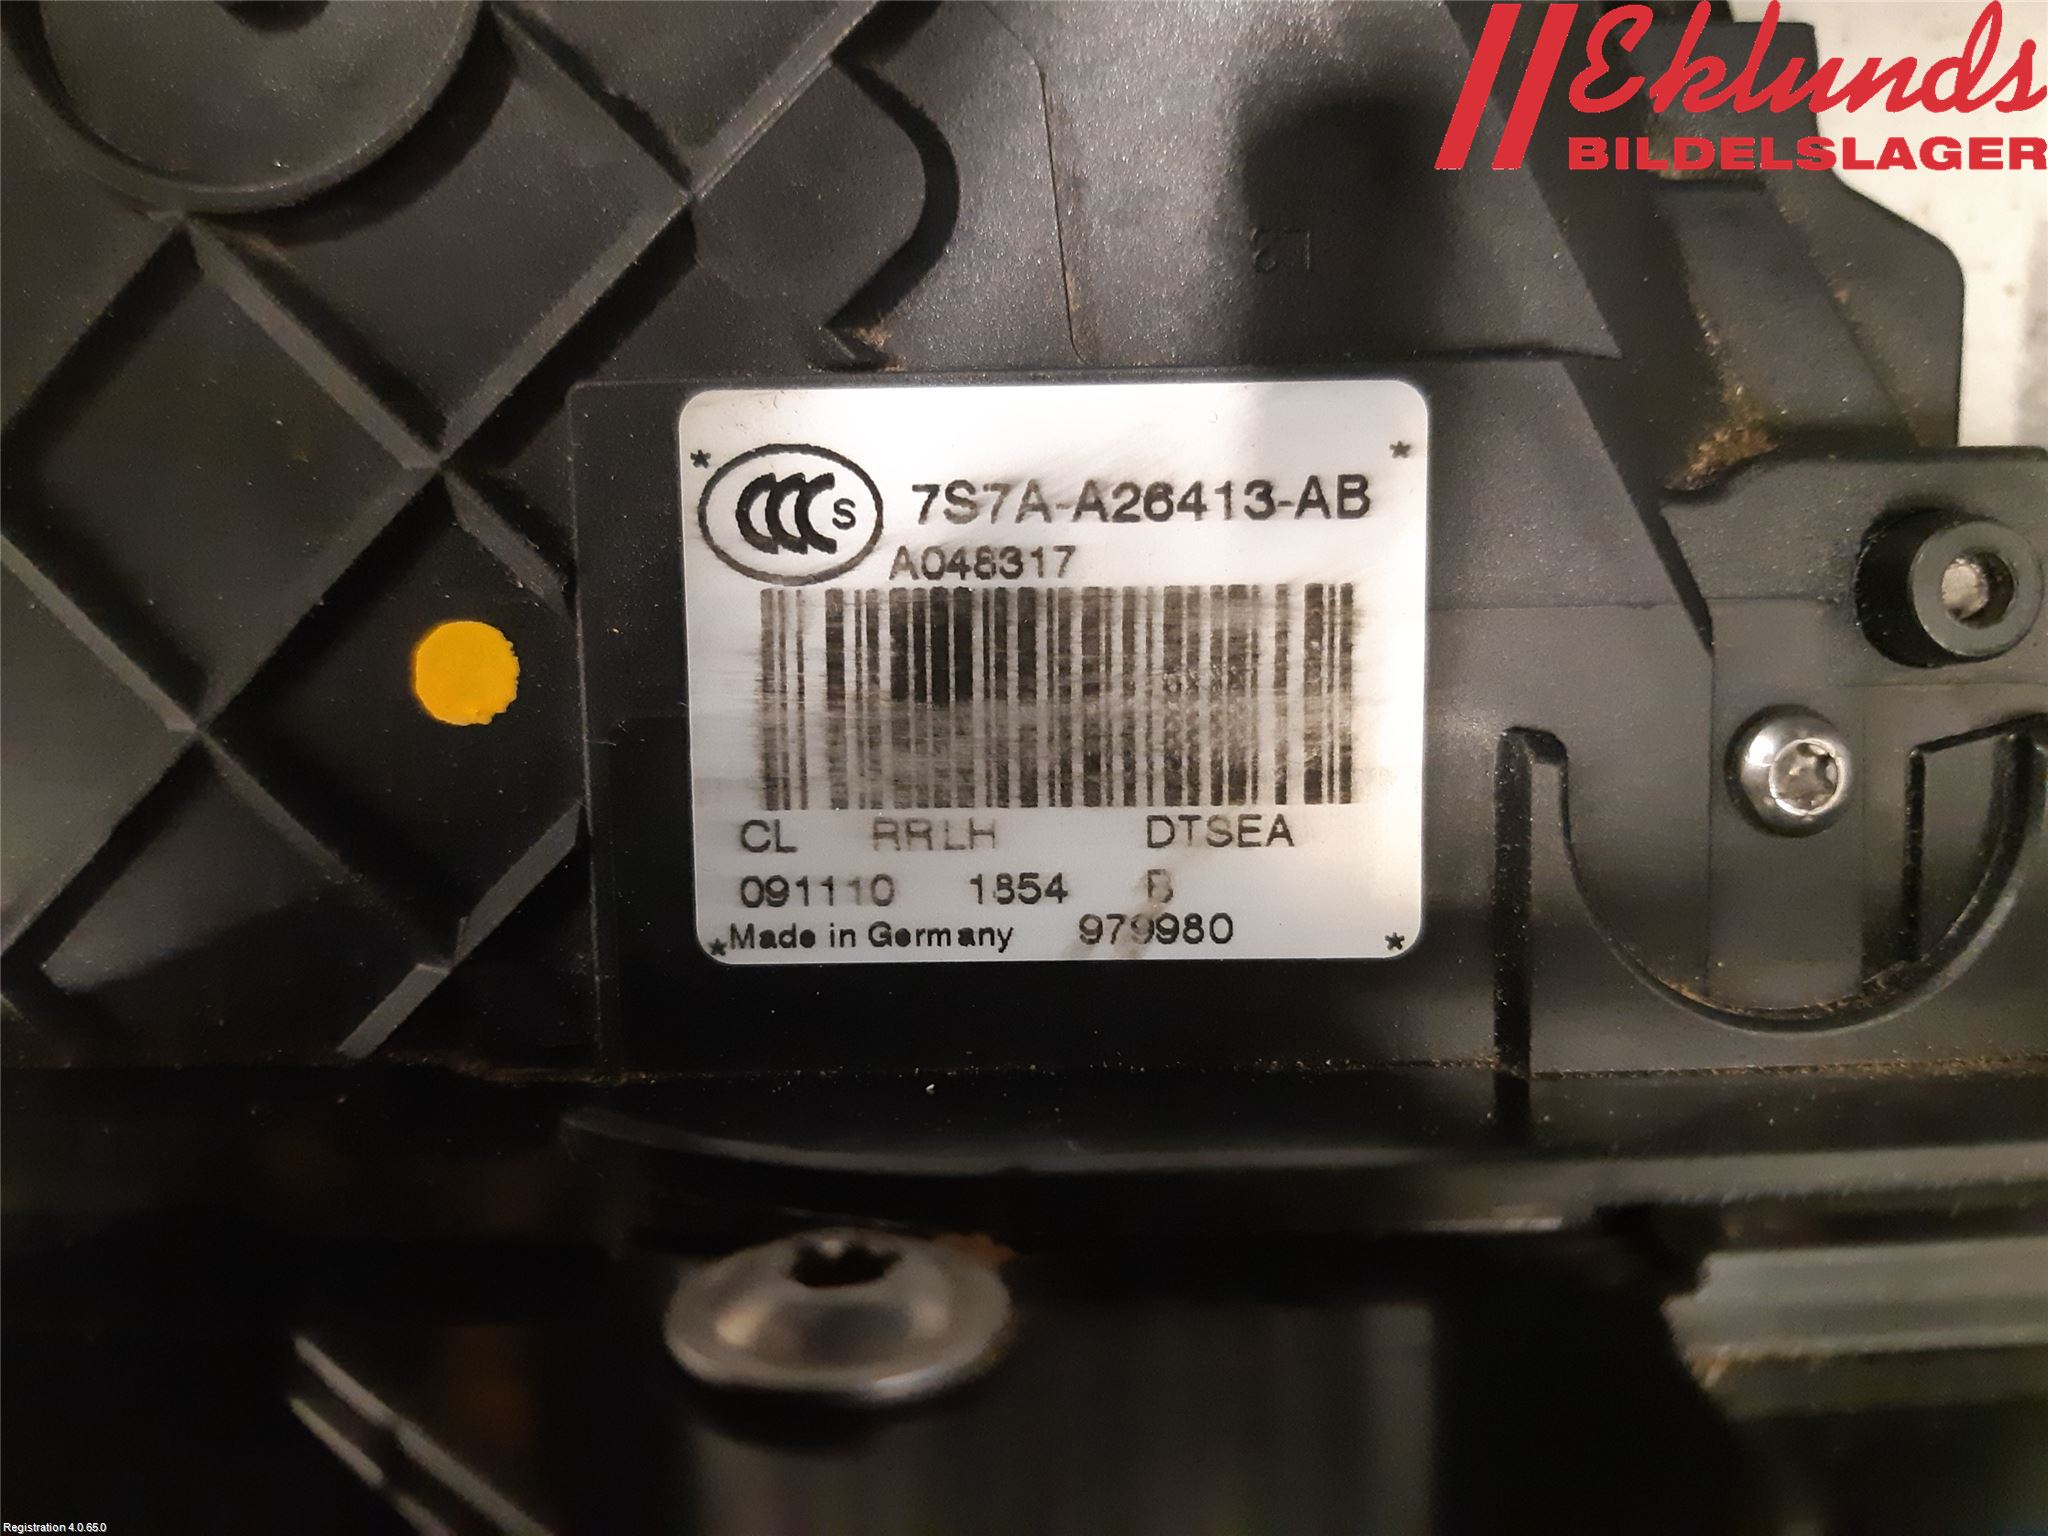 Eklunds
BILDELSLAGER
CCC S
7S7A-A26413-AB
A048317
CL RRLH DTSEA
091110 1854 B
Made in Germany 979980
Registration 4.0.65.0